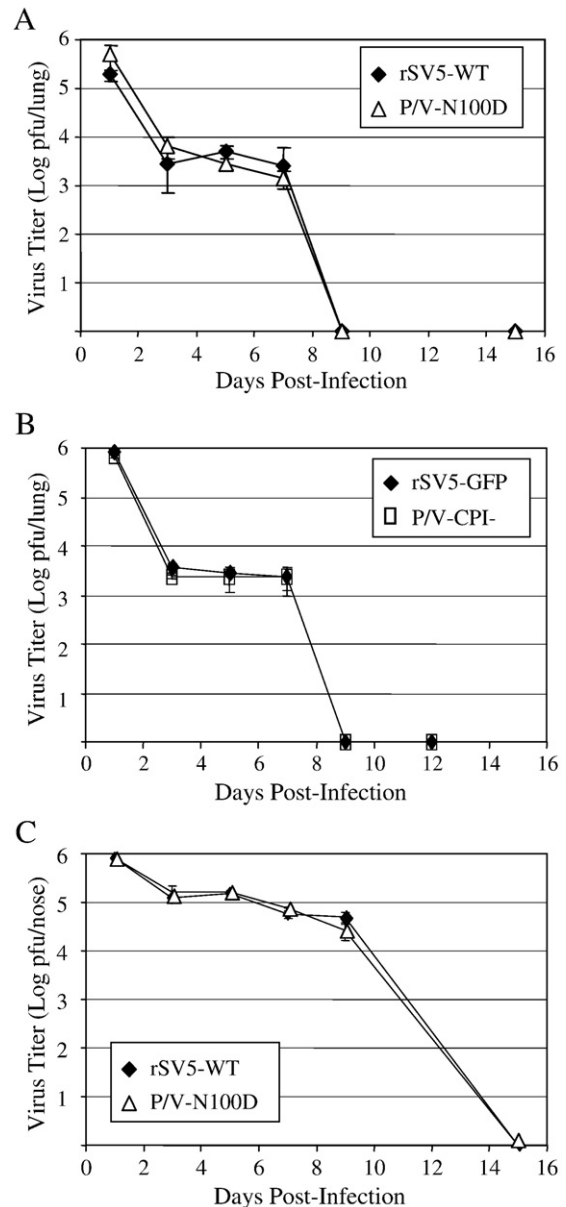 A
Virus Titer (Log pfu/lung)
6
5
4
3
2
1
rSV5-WT
P/V-N100D
0 2 4 6 8 10 12 14 16
Days Post-Infection
B
Virus Titer (Log pfu/lung)
6
5
4
3
2
1
rSV5-GFP
P/V-CPI-
0 2 4 6 8 10 12 14 16
Days Post-Infection
C
Virus Titer (Log pfu/nose)
6
5
4
3
2
1
rSV5-WT
P/V-N100D
0 2 4 6 8 10 12 14 16
Days Post-Infection